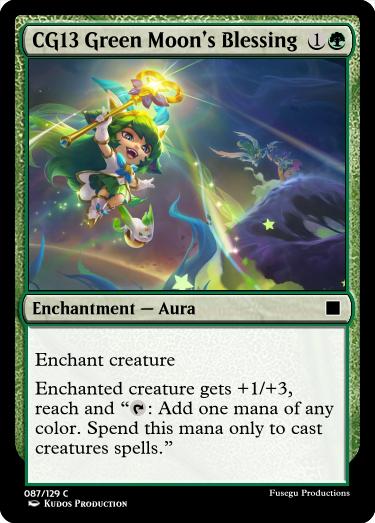 CG13 Green Moon's Blessing 1
Enchantment — Aura
Enchant creature
Enchanted creature gets +1/+3,
reach and “: Add one mana of any
color. Spend this mana only to cast
creatures spells.”
087/129 C
Kudos Production
Fusegu Productions